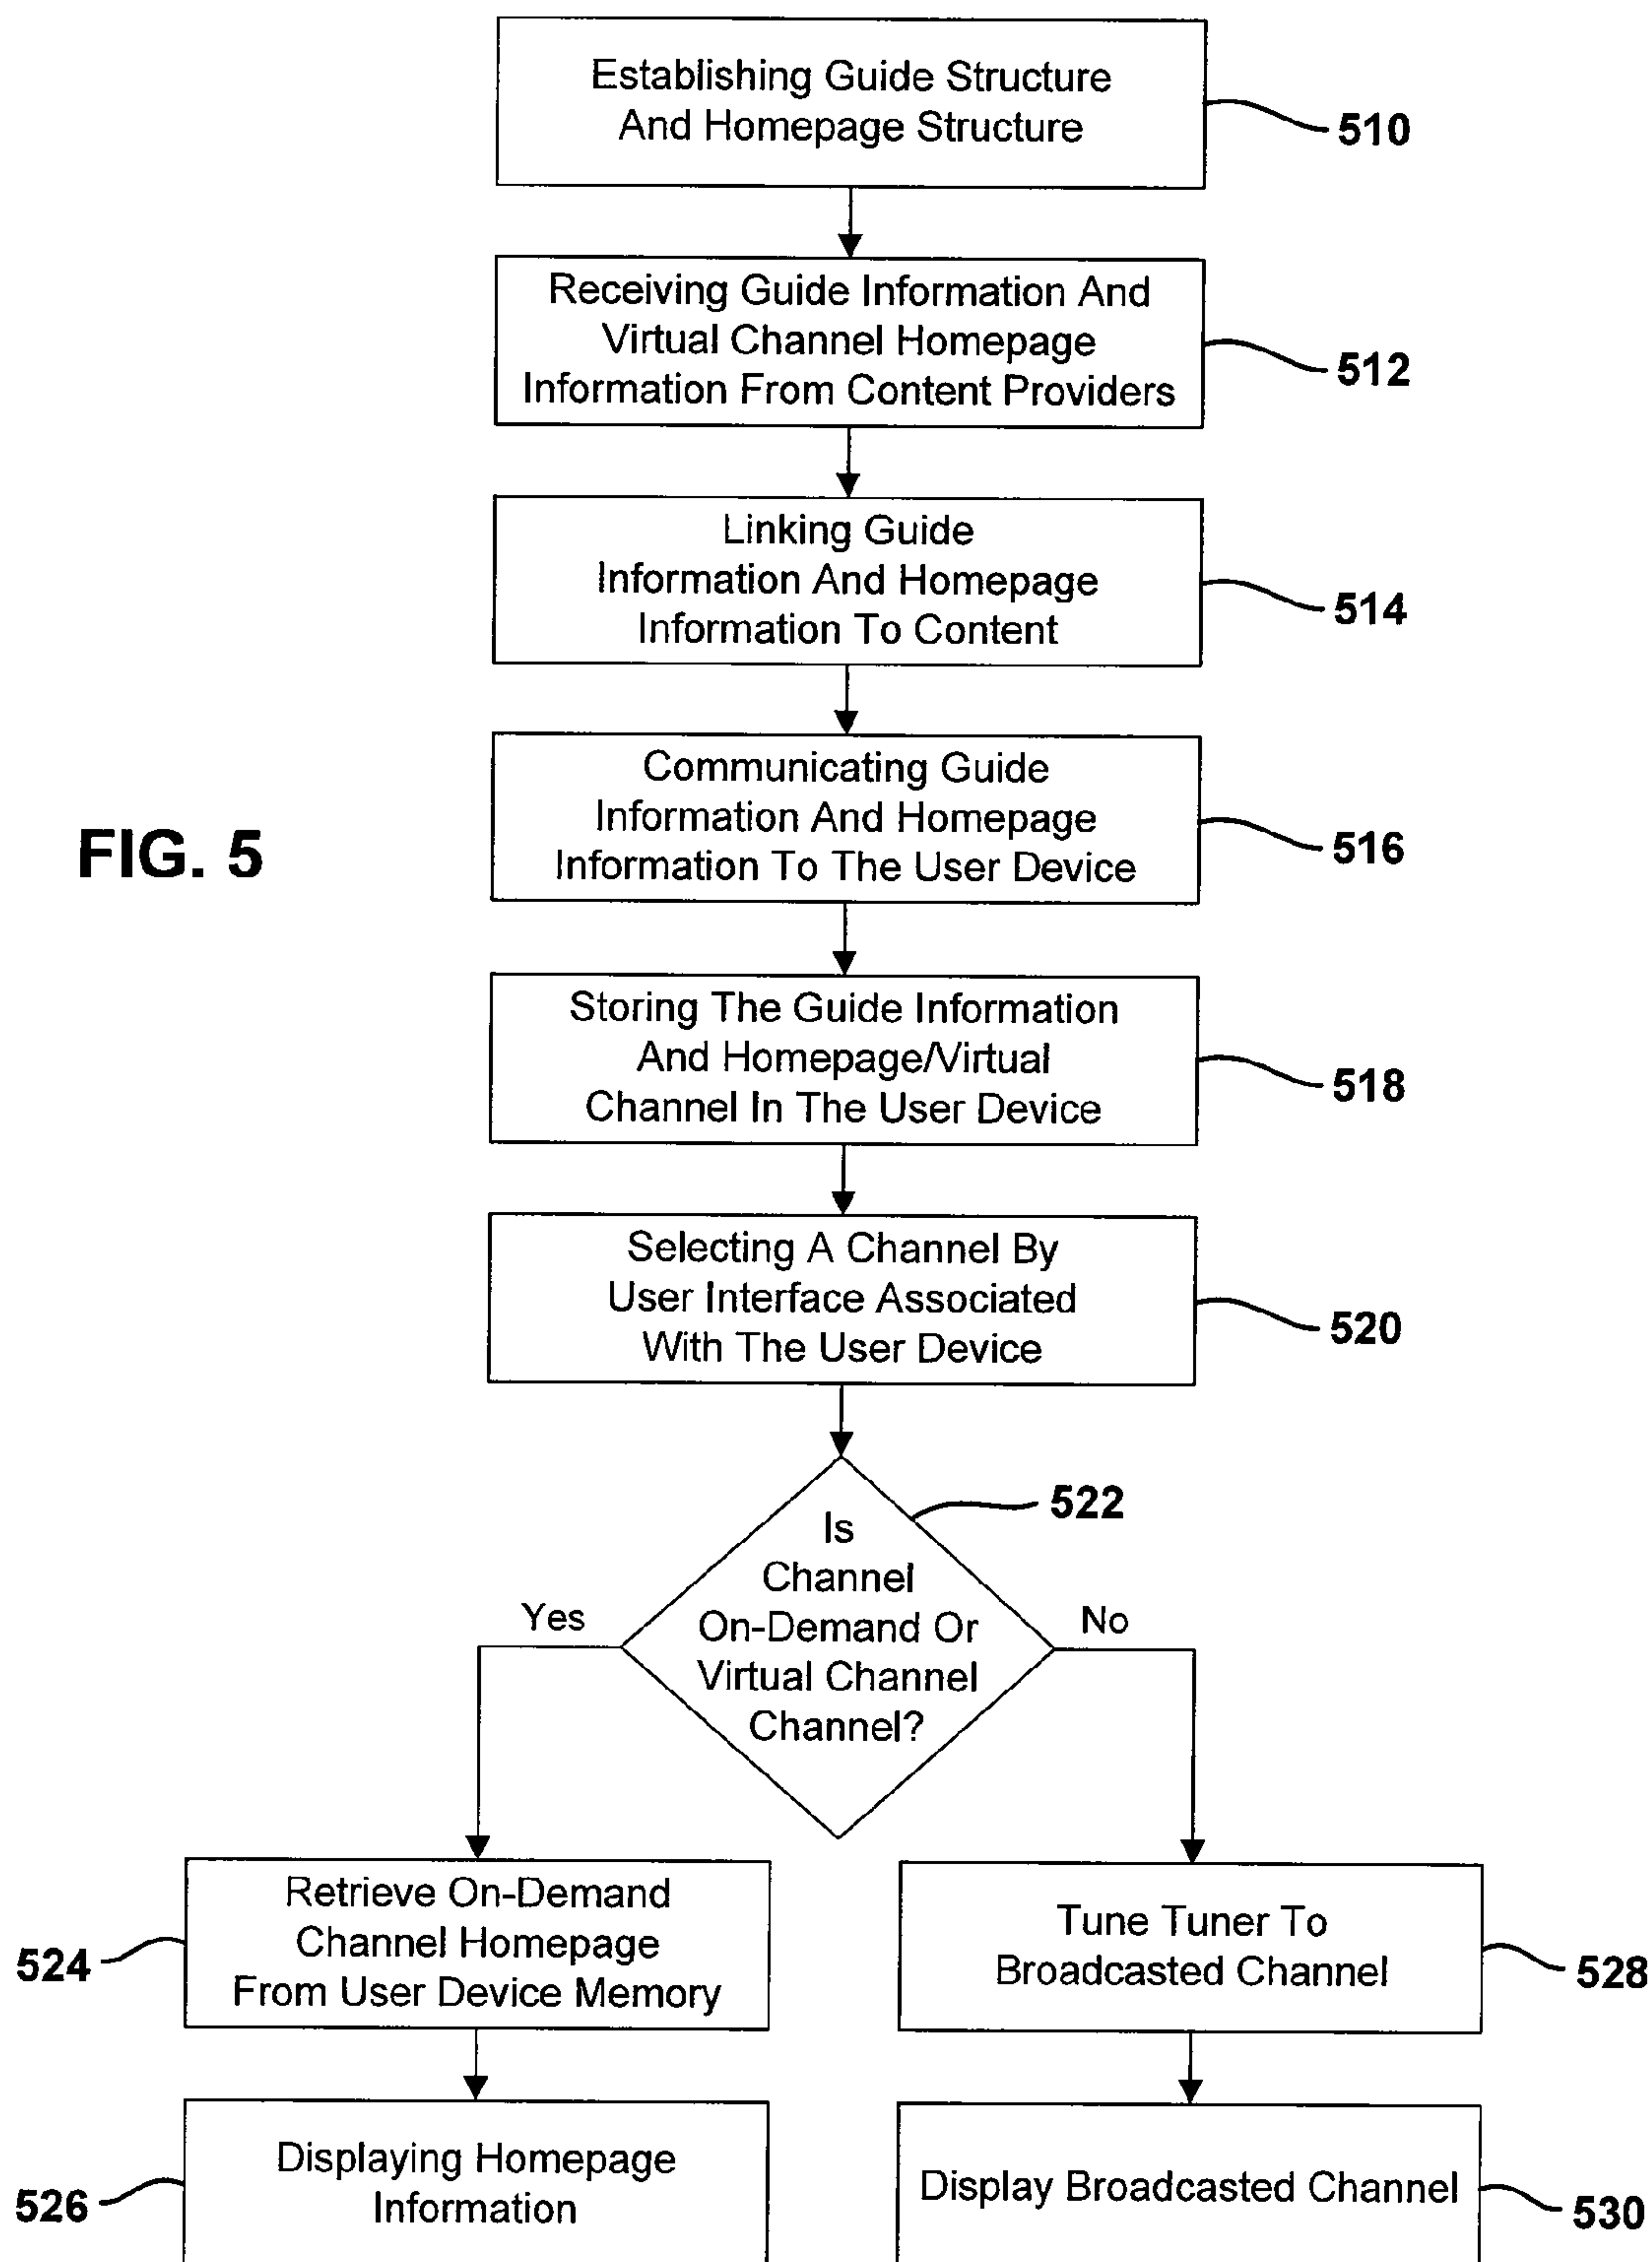 Establishing Guide Structure
And Homepage Structure
510
Receiving Guide Information And
Virtual Channel Homepage
Information From Content Providers
512
Linking Guide
Information And Homepage
Information To Content
514
Communicating Guide
Information And Homepage
Information To The User Device
516
FIG. 5
Storing The Guide Information
And Homepage/Virtual
Channel In The User Device
518
Selecting A Channel By
User Interface Associated
With The User Device
520
522
Is
Channel
On-Demand Or
Virtual Channel
Channel?
Yes
No
Retrieve On-Demand
Channel Homepage
From User Device Memory
524
Tune Tuner To
Broadcasted Channel
528
Displaying Homepage
Information
526
Display Broadcasted Channel
530